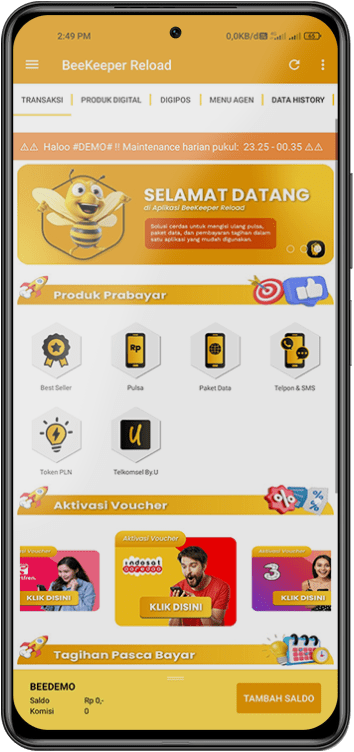 2:49 PM
0,0KB/d
65
BeeKeeper Reload
TRANSAKSI
PRODUK DIGITAL
DIGIPOS
MENU AGEN
DATA HISTORY
⚠⚠ Haloo #DEMO# !! Maintenance harian pukul: 23.25 - 00.35 ⚠⚠
SELAMAT DATANG
di Aplikasi BeeKeeper Reload
Solusi cerdas untuk mengisi ulang pulsa,
paket data, dan pembayaran tagihan dalam
satu aplikasi yang mudah digunakan.
Produk Prabayar
Rp
Best Seller
Pulsa
Paket Data
Telpon & SMS
U
Token PLN
Telkomsel By.U
Aktivasi Voucher
Voucher
KLIK DISINI
Aktivasi Voucher
indosat
ooredoo
KLIK DISINI
Aktivasi Voucher
3
KLIK DISINI
Tagihan Pasca Bayar
BEEDEMO
Saldo Rp 0,-
Komisi 0
TAMBAH SALDO